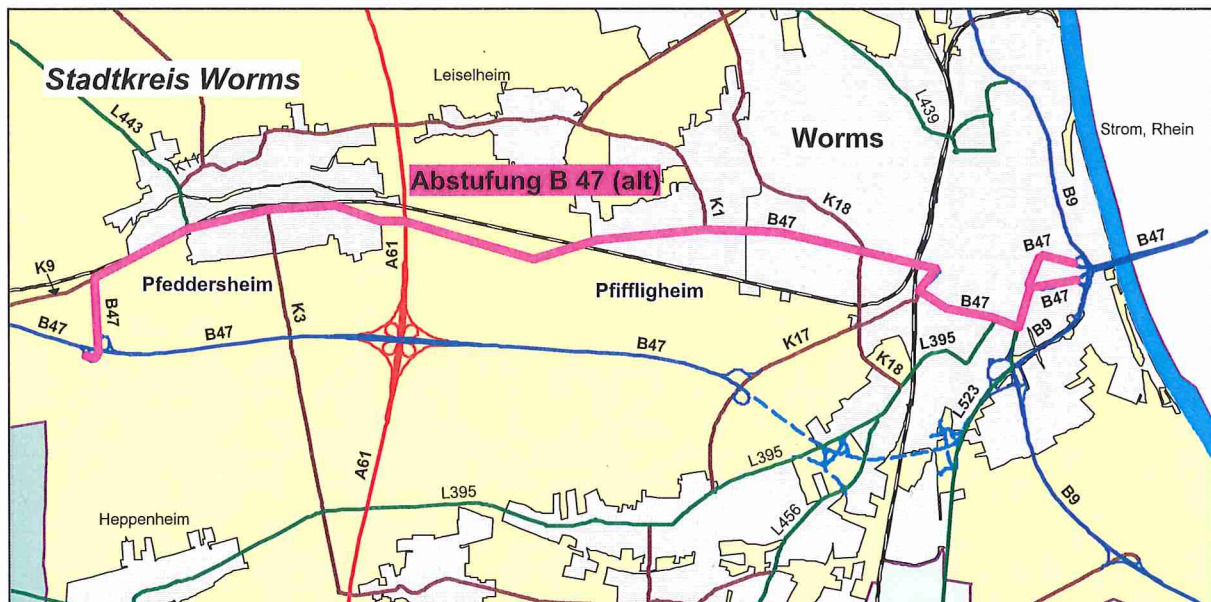 Stadtkreis Worms
Leiselheim
L443
L439
Worms
Strom, Rhein
K1
Abstufung B 47 (alt)
K1
K18
B47
B9
B47
B47
A61
K9
Pfeddersheim
Pfiffligheim
B47
K3
B47
B47
B47
B47
B47
K17
L395
B9
K18
L523
A61
L395
L395
B9
Heppenheim
L456